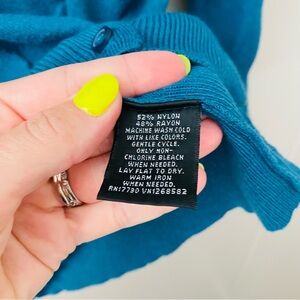 52% NYLON
48% RAYON
MACHINE WASH COLD
WITH LIKE COLORS.
GENTLE CYCLE.
ONLY NON-
CHLORINE BLEACH
WHEN NEEDED.
LAY FLAT TO DRY.
WARM IRON
WHEN NEEDED.
RN17730 VN1268582